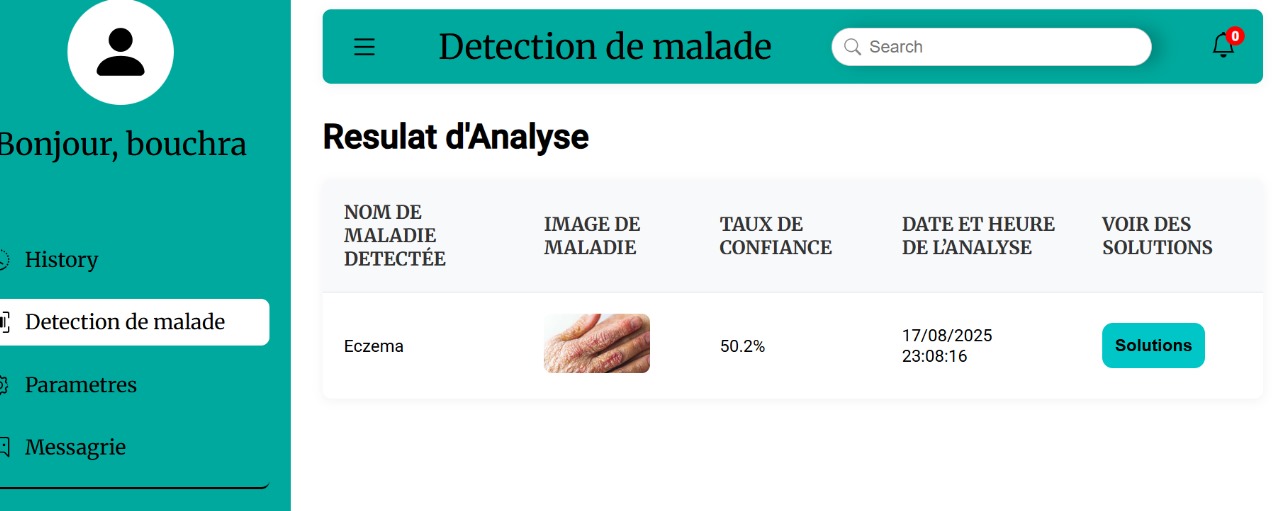 Bonjour, bouchra
History
Detection de malade
Parametres
Messagrie
Detection de malade
Search
0
Resulat d'Analyse
NOM DE
MALADIE
DETECTÉE
IMAGE DE
MALADIE
TAUX DE
CONFIANCE
DATE ET HEURE
DE L’ANALYSE
VOIR DES
SOLUTIONS
Eczema
50.2%
17/08/2025
23:08:16
Solutions